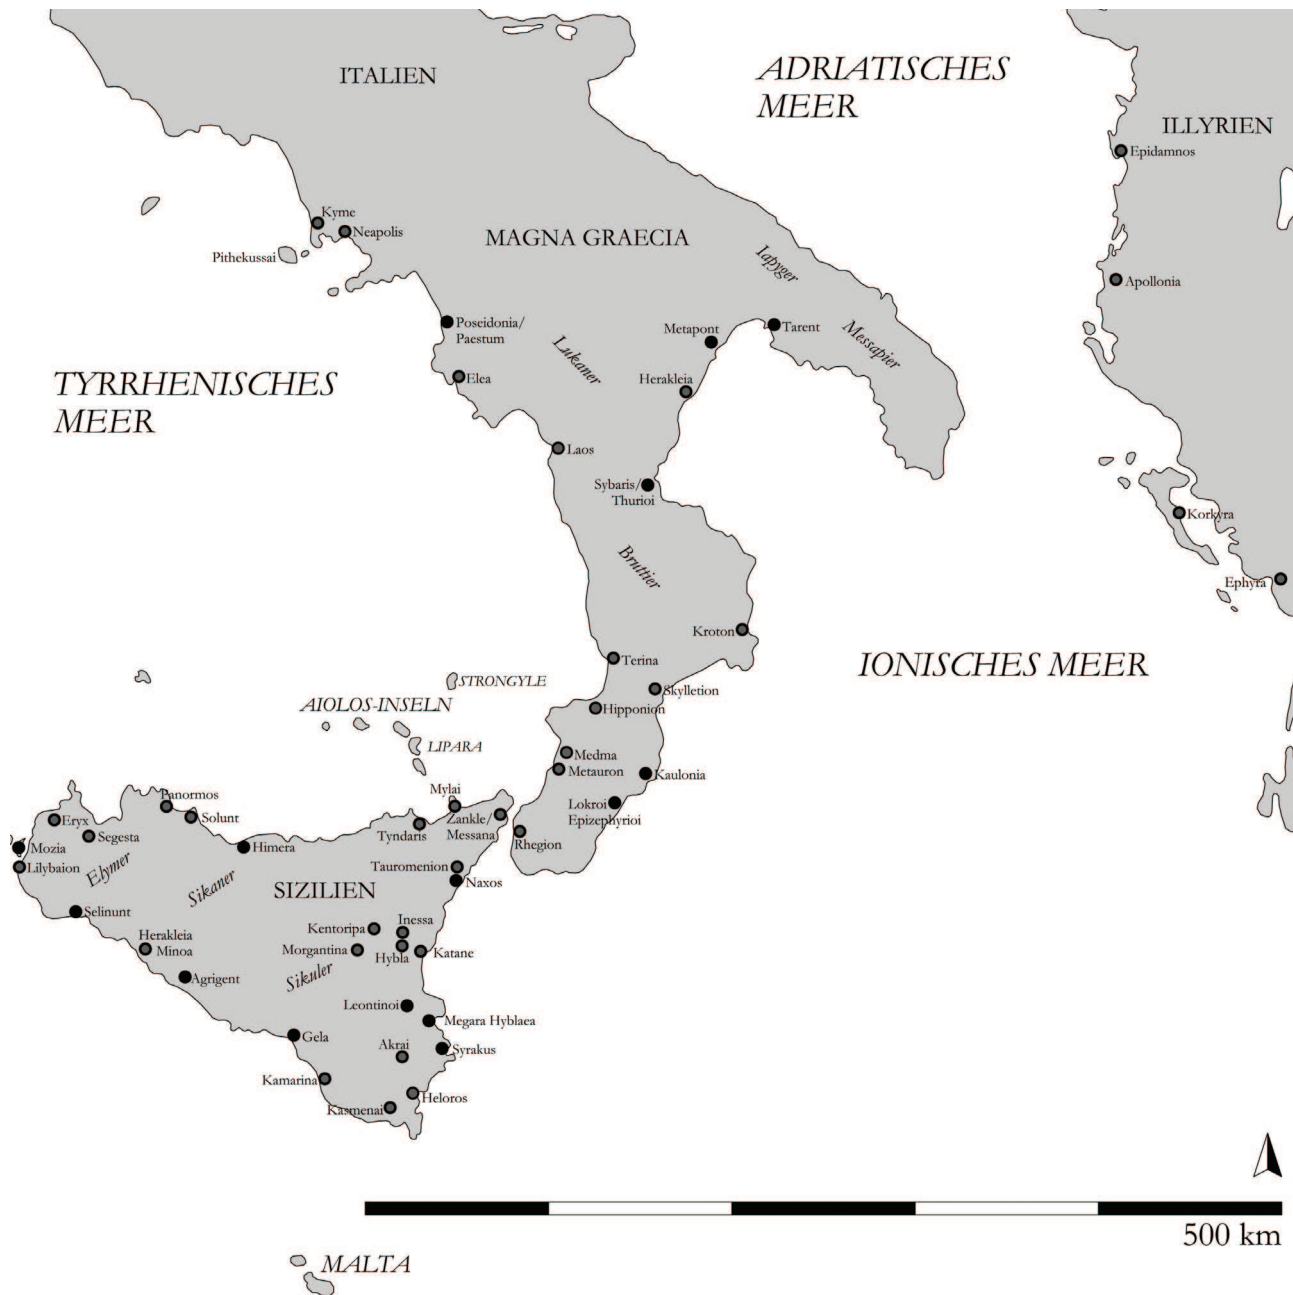 ITALIEN
ADRIATISCHES
MEER
ILLYRIEN
Epidamnos
Kyme
Neapolis
Pithekussai
MAGNA GRAECIA
Iapyger
Apollonia
Poseidonia/
Paestum
Lukaner
Metapont
Tarent
Messapier
TYRRHENISCHES
MEER
Elea
Herakleia
Laos
Sybaris/
Thurioi
Korkyra
Bruttier
Ephyra
Kroton
Terina
IONISCHES MEER
STRONGYLE
Skylletion
AIOLOS-INSELN
Hipponion
LIPARA
Medma
Metauron
Kaulonia
Panormos
Mylai
Lokroi
Epizephyrioi
Eryx
Solunt
Zankle/
Messana
Segesta
Tyndaris
Rhegion
Mozia
Himera
Lilybaion
Elymer
Tauromenion
Sikaner
SIZILIEN
Naxos
Selinunt
Inessa
Kentoripa
Herakleia
Minoa
Morgantina
Hybla
Katane
Agrigent
Sikuler
Leontinoi
Megara Hyblaea
Gela
Akrai
Syrakus
Kamarina
Heloros
Kasmenai
500 km
MALTA